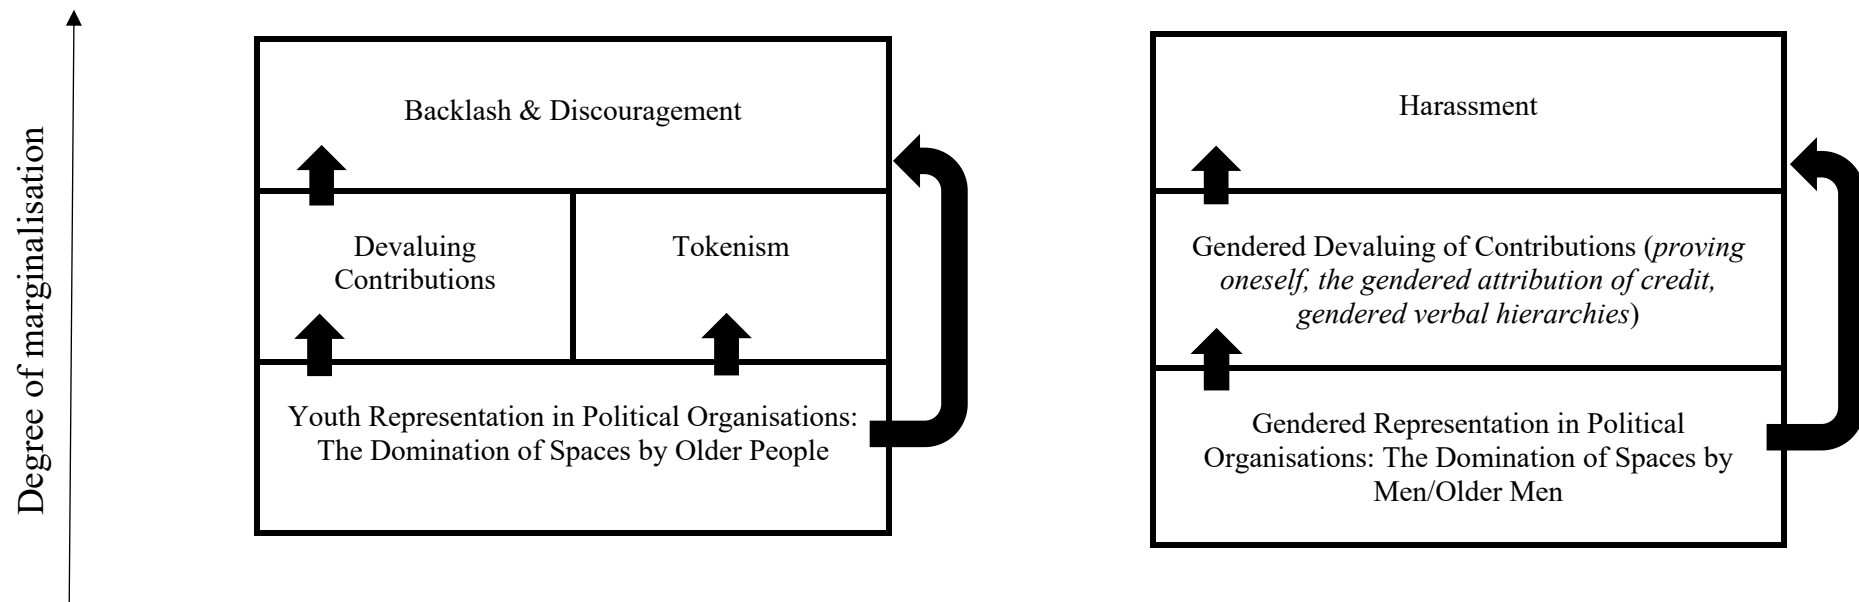 Degree of marginalisation
Backlash & Discouragement
Devaluing
Contributions
Tokenism
Youth Representation in Political Organisations:
The Domination of Spaces by Older People
Harassment
Gendered Devaluing of Contributions (proving
oneself, the gendered attribution of credit,
gendered verbal hierarchies)
Gendered Representation in Political
Organisations: The Domination of Spaces by
Men/Older Men